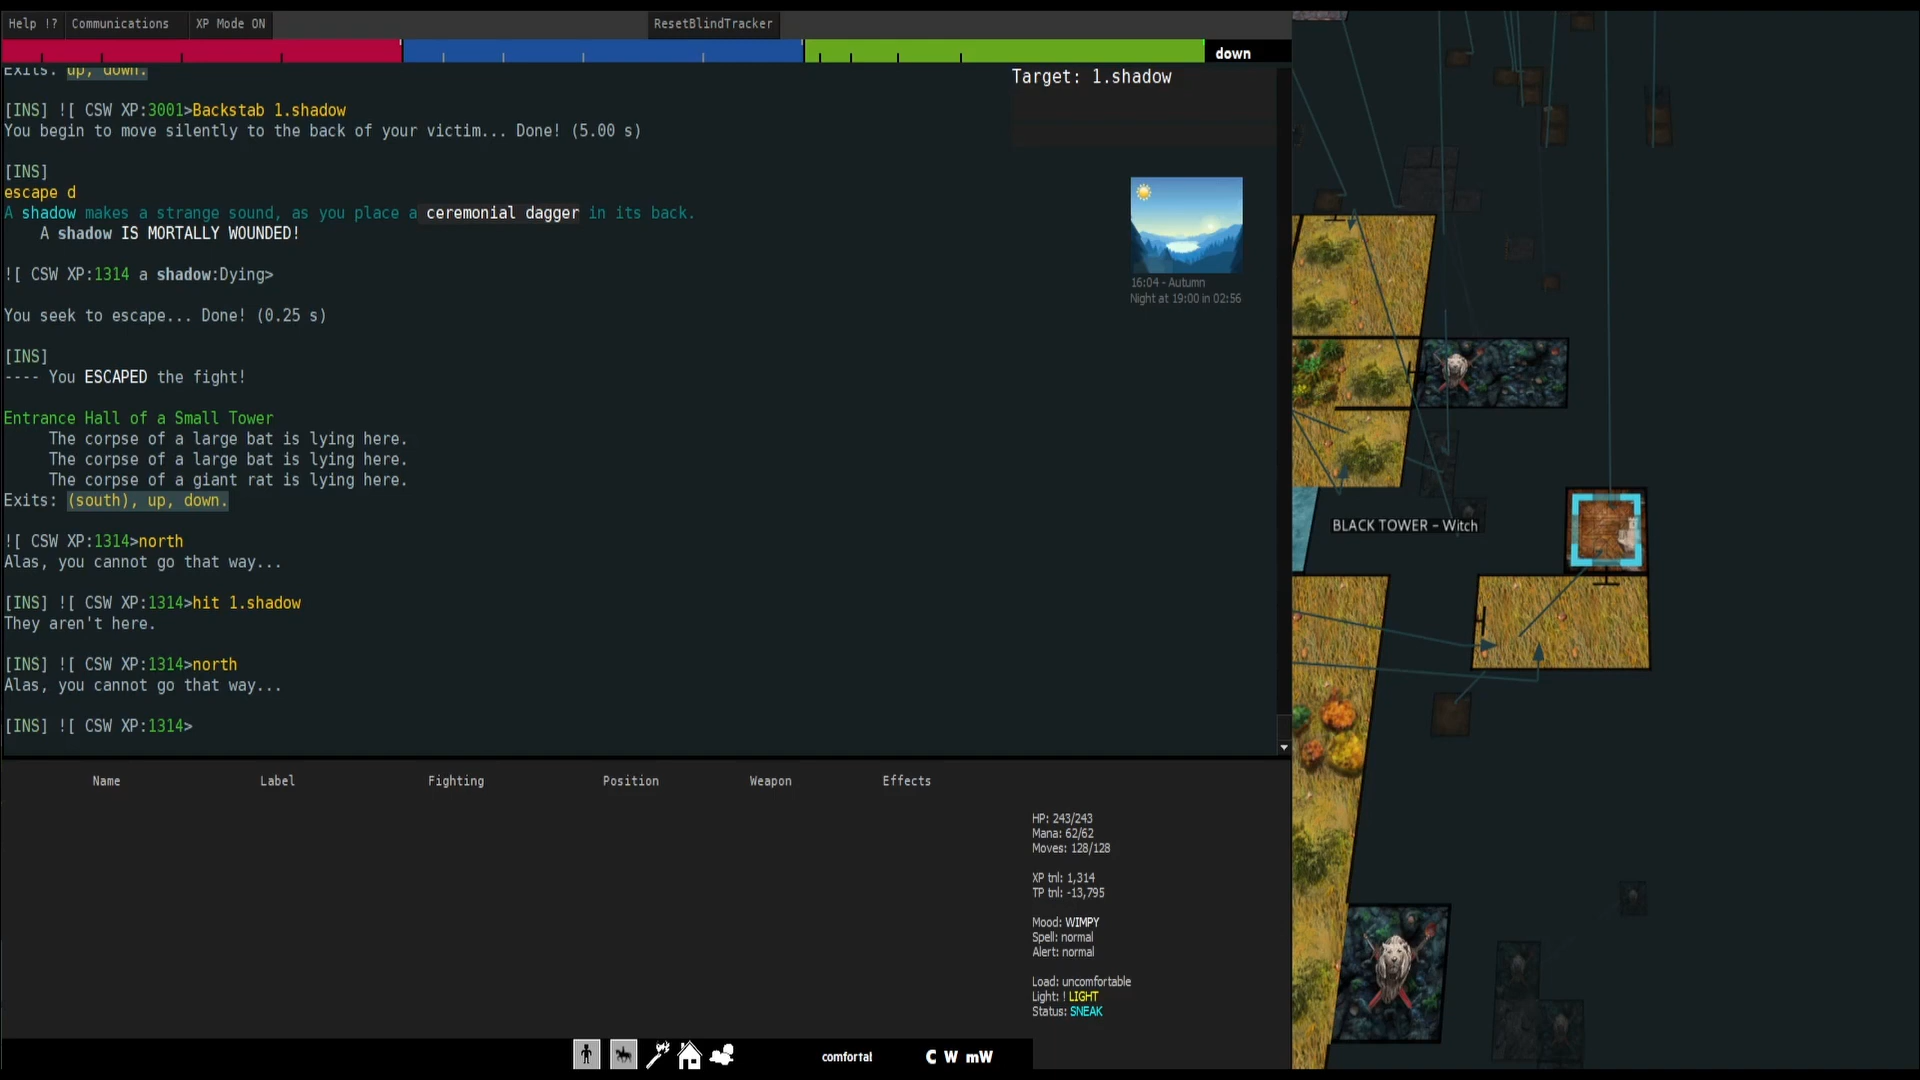 Help !? Communications XP Mode ON ResetBlindTracker
down
Exits: up, down.
Target: 1.shadow
[INS] ![ CSW XP:3001>Backstab 1.shadow
You begin to move silently to the back of your victim... Done! (5.00 s)
[INS]
escape d
A shadow makes a strange sound, as you place a ceremonial dagger in its back.
A shadow IS MORTALLY WOUNDED!
![ CSW XP:1314 a shadow:Dying>
16:04 - Autumn
Night at 19:00 in 02:56
You seek to escape... Done! (0.25 s)
[INS]
---- You ESCAPED the fight!
Entrance Hall of a Small Tower
The corpse of a large bat is lying here.
The corpse of a large bat is lying here.
The corpse of a giant rat is lying here.
Exits: (south), up, down.
![ CSW XP:1314>north
Alas, you cannot go that way...
[INS] ![ CSW XP:1314>hit 1.shadow
They aren't here.
[INS] ![ CSW XP:1314>north
Alas, you cannot go that way...
[INS] ![ CSW XP:1314>
BLACK TOWER - Witch
Name Label Fighting Position Weapon Effects
HP: 243/243
Mana: 62/62
Moves: 128/128
XP tnl: 1,314
TP tnl: -13,795
Mood: WIMPY
Spell: normal
Alert: normal
Load: uncomfortable
Light: ! LIGHT
Status: SNEAK
comfortal C W mW